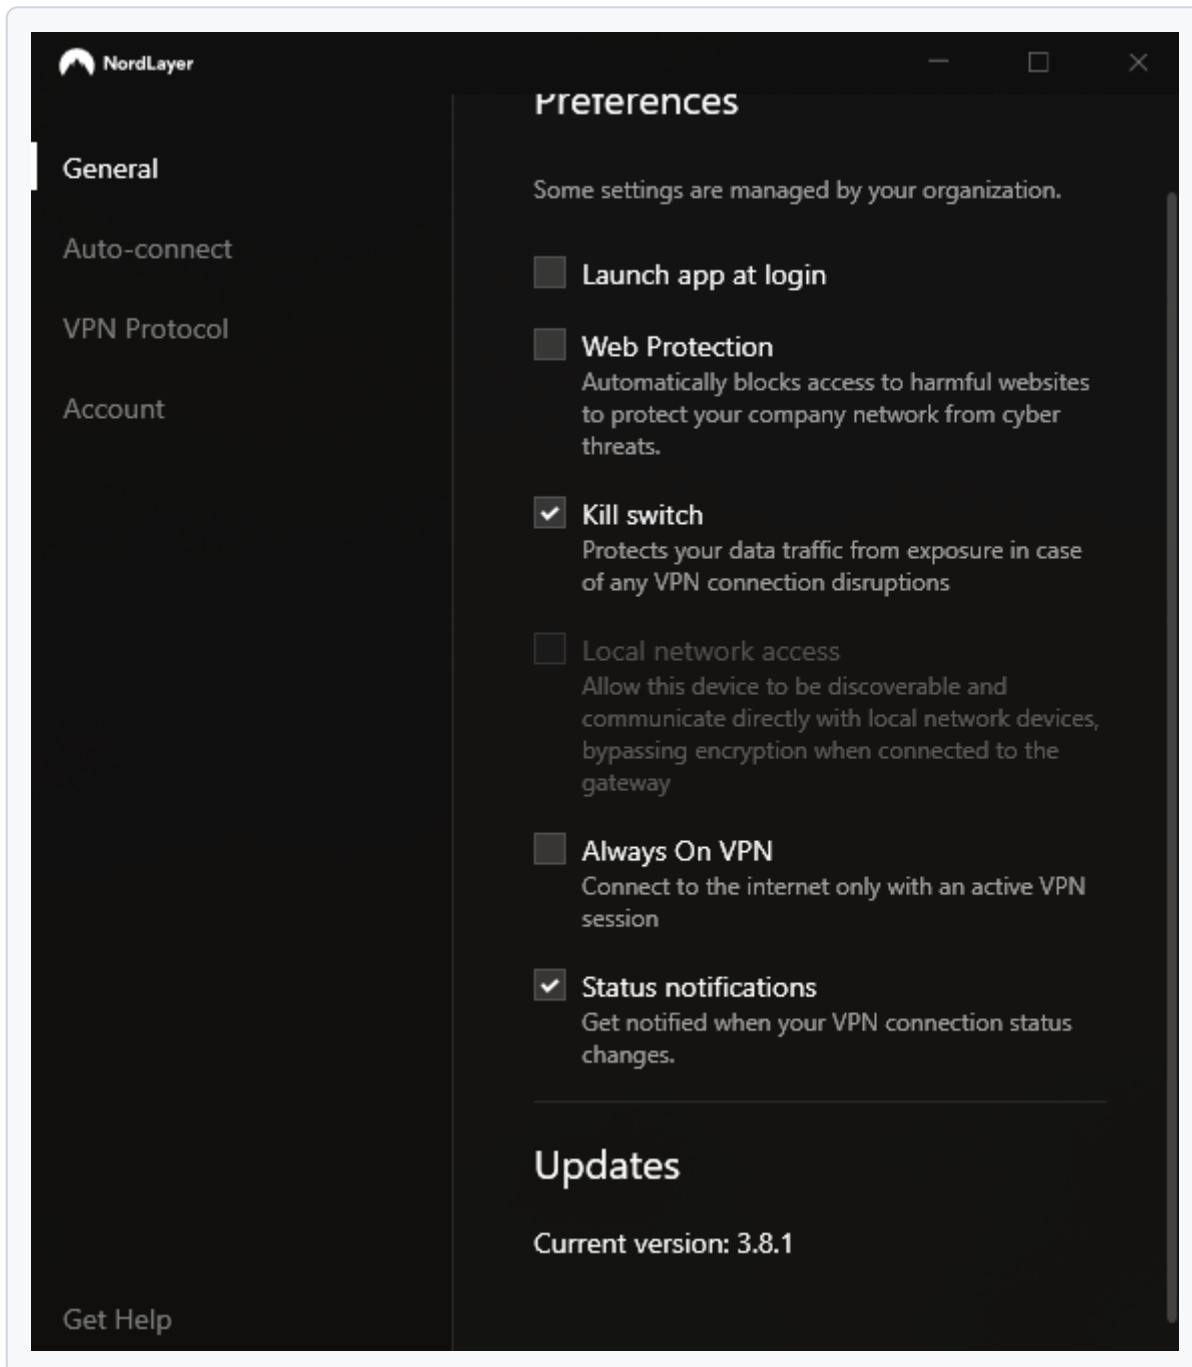 NordLayer
General
Auto-connect
VPN Protocol
Account
Get Help
Preferences
Some settings are managed by your organization.
Launch app at login
Web Protection
Automatically blocks access to harmful websites
to protect your company network from cyber
threats.
Kill switch
Protects your data traffic from exposure in case
of any VPN connection disruptions
Local network access
Allow this device to be discoverable and
communicate directly with local network devices,
bypassing encryption when connected to the
gateway
Always On VPN
Connect to the internet only with an active VPN
session
Status notifications
Get notified when your VPN connection status
changes.
Updates
Current version: 3.8.1